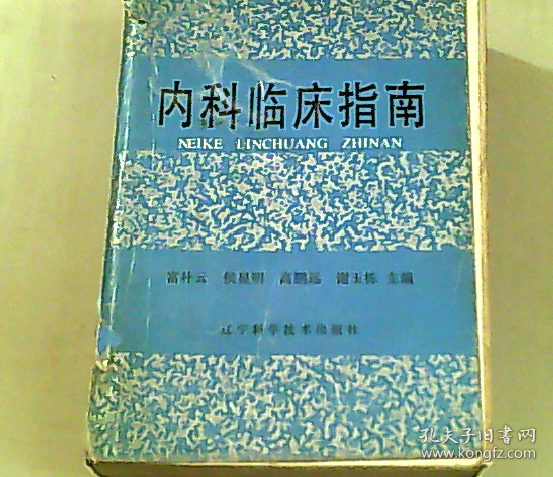 内科临床指南
NEIKE LINCHUANG ZHINAN
富朴云 侯显明 高鹏远 谢玉栋 主编
辽宁科学技术出版社
孔夫子旧书网
www.kongfz.com